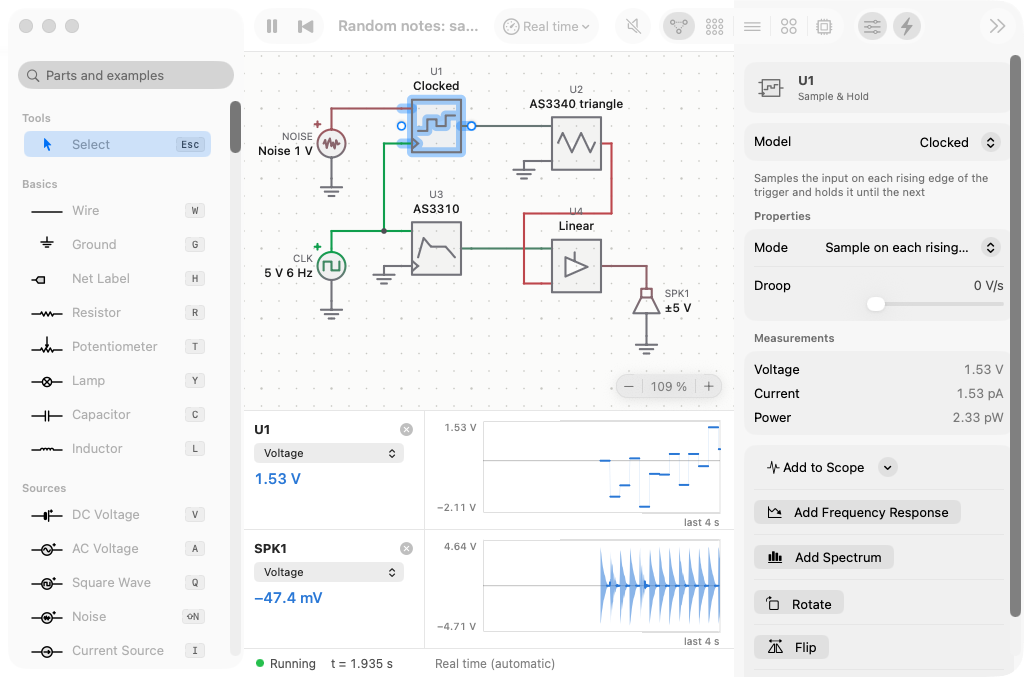 Random notes: sa...
Real time
Parts and examples
Tools
Select
Esc
Basics
Wire
W
Ground
G
Net Label
H
Resistor
R
Potentiometer
T
Lamp
Y
Capacitor
C
Inductor
L
Sources
DC Voltage
V
AC Voltage
A
Square Wave
Q
Noise
⇧N
Current Source
I
U1
Clocked
U2
AS3340 triangle
NOISE
Noise 1 V
U3
AS3310
U4
Linear
CLK
5 V 6 Hz
SPK1
±5 V
109 %
U1
Voltage
1.53 V
1.53 V
−2.11 V
last 4 s
SPK1
Voltage
−47.4 mV
4.64 V
−4.71 V
last 4 s
Running
t = 1.935 s
Real time (automatic)
U1
Sample & Hold
Model
Clocked
Samples the input on each rising edge of the
trigger and holds it until the next
Properties
Mode
Sample on each rising...
Droop
0 V/s
Measurements
Voltage
1.53 V
Current
1.53 pA
Power
2.33 pW
Add to Scope
Add Frequency Response
Add Spectrum
Rotate
Flip